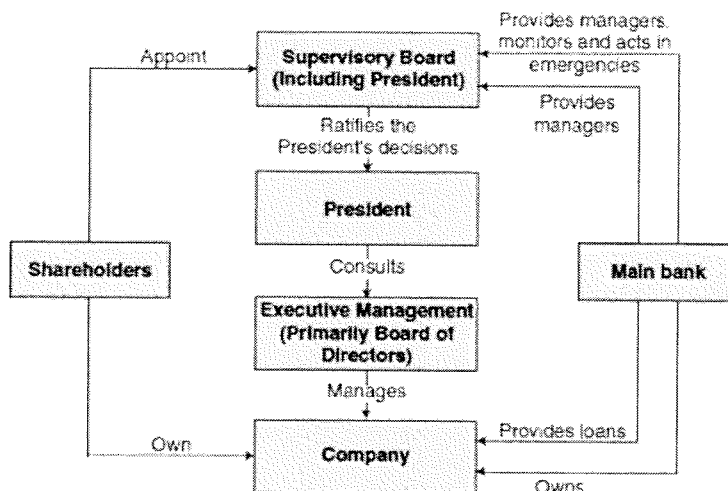 Provides managers,
monitors and acts in
emergencies
Appoint
Supervisory Board
(Including President)
Provides
managers
Ratifies the
President's decisions
President
Shareholders
Consults
Main bank
Executive Management
(Primarily Board of
Directors)
Manages
Own
Company
Provides loans
Owns